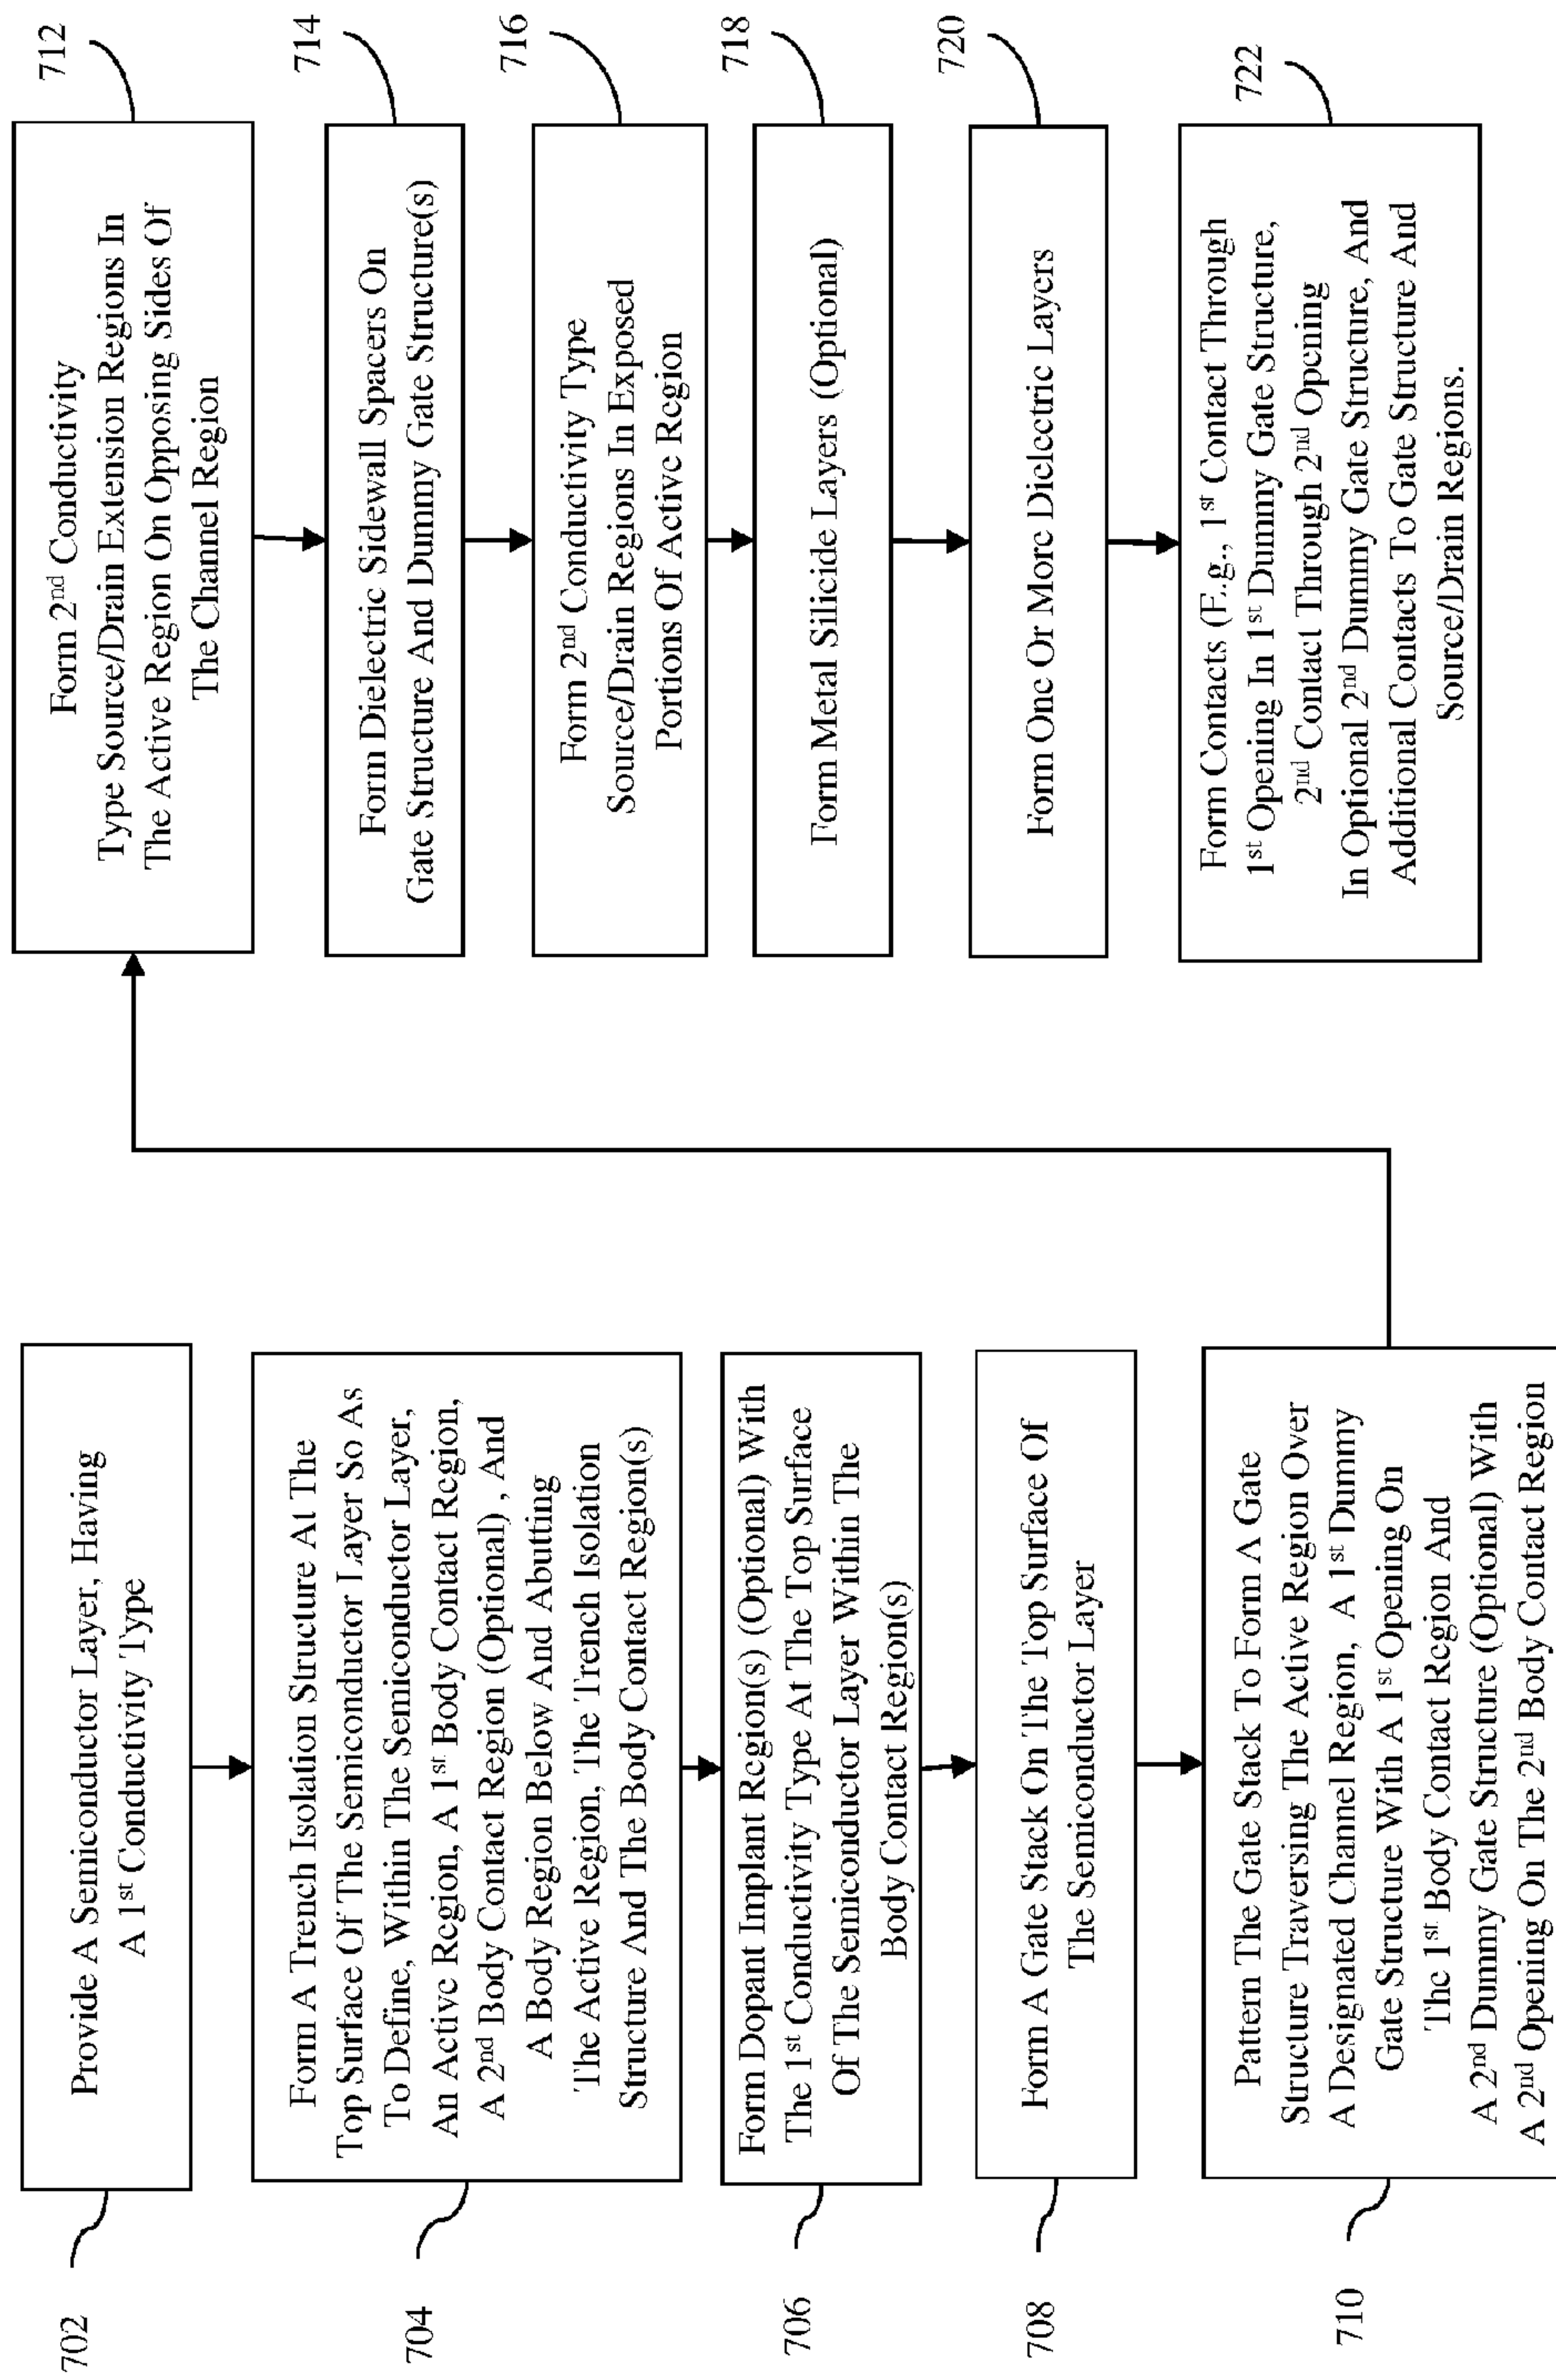 702
Provide A Semiconductor Layer, Having
A 1st Conductivity Type
704
Form A Trench Isolation Structure At The
Top Surface Of The Semiconductor Layer So As
To Define, Within The Semiconductor Layer,
An Active Region, A 1st Body Contact Region,
A 2nd Body Contact Region (Optional) , And
A Body Region Below And Abutting
The Active Region, The Trench Isolation
Structure And The Body Contact Region(s)
706
Form Dopant Implant Region(s) (Optional) With
The 1st Conductivity Type At The Top Surface
Of The Semiconductor Layer Within The
Body Contact Region(s)
708
Form A Gate Stack On The Top Surface Of
The Semiconductor Layer
710
Pattern The Gate Stack To Form A Gate
Structure Traversing The Active Region Over
A Designated Channel Region, A 1st Dummy
Gate Structure With A 1st Opening On
The 1st Body Contact Region And
A 2nd Dummy Gate Structure (Optional) With
A 2nd Opening On The 2nd Body Contact Region
712
Form 2nd Conductivity
Type Source/Drain Extension Regions In
The Active Region On Opposing Sides Of
The Channel Region
714
Form Dielectric Sidewall Spacers On
Gate Structure And Dummy Gate Structure(s)
716
Form 2nd Conductivity Type
Source/Drain Regions In Exposed
Portions Of Active Region
718
Form Metal Silicide Layers (Optional)
720
Form One Or More Dielectric Layers
722
Form Contacts (E.g., 1st Contact Through
1st Opening In 1st Dummy Gate Structure,
2nd Contact Through 2nd Opening
In Optional 2nd Dummy Gate Structure, And
Additional Contacts To Gate Structure And
Source/Drain Regions.